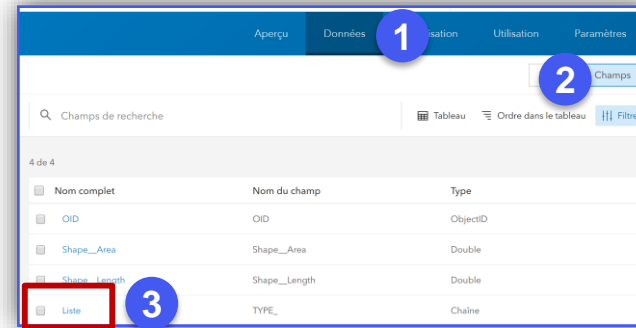 Aperçu Données 1 Utilisation Paramètres
2 Champs
Champs de recherche Tableau Ordre dans le tableau Filtre
4 de 4
Nom complet Nom du champ Type
OID OID ObjectID
Shape__Area Shape__Area Double
Shape__Length Shape__Length Double
Liste 3 TYPE_ Chaîne